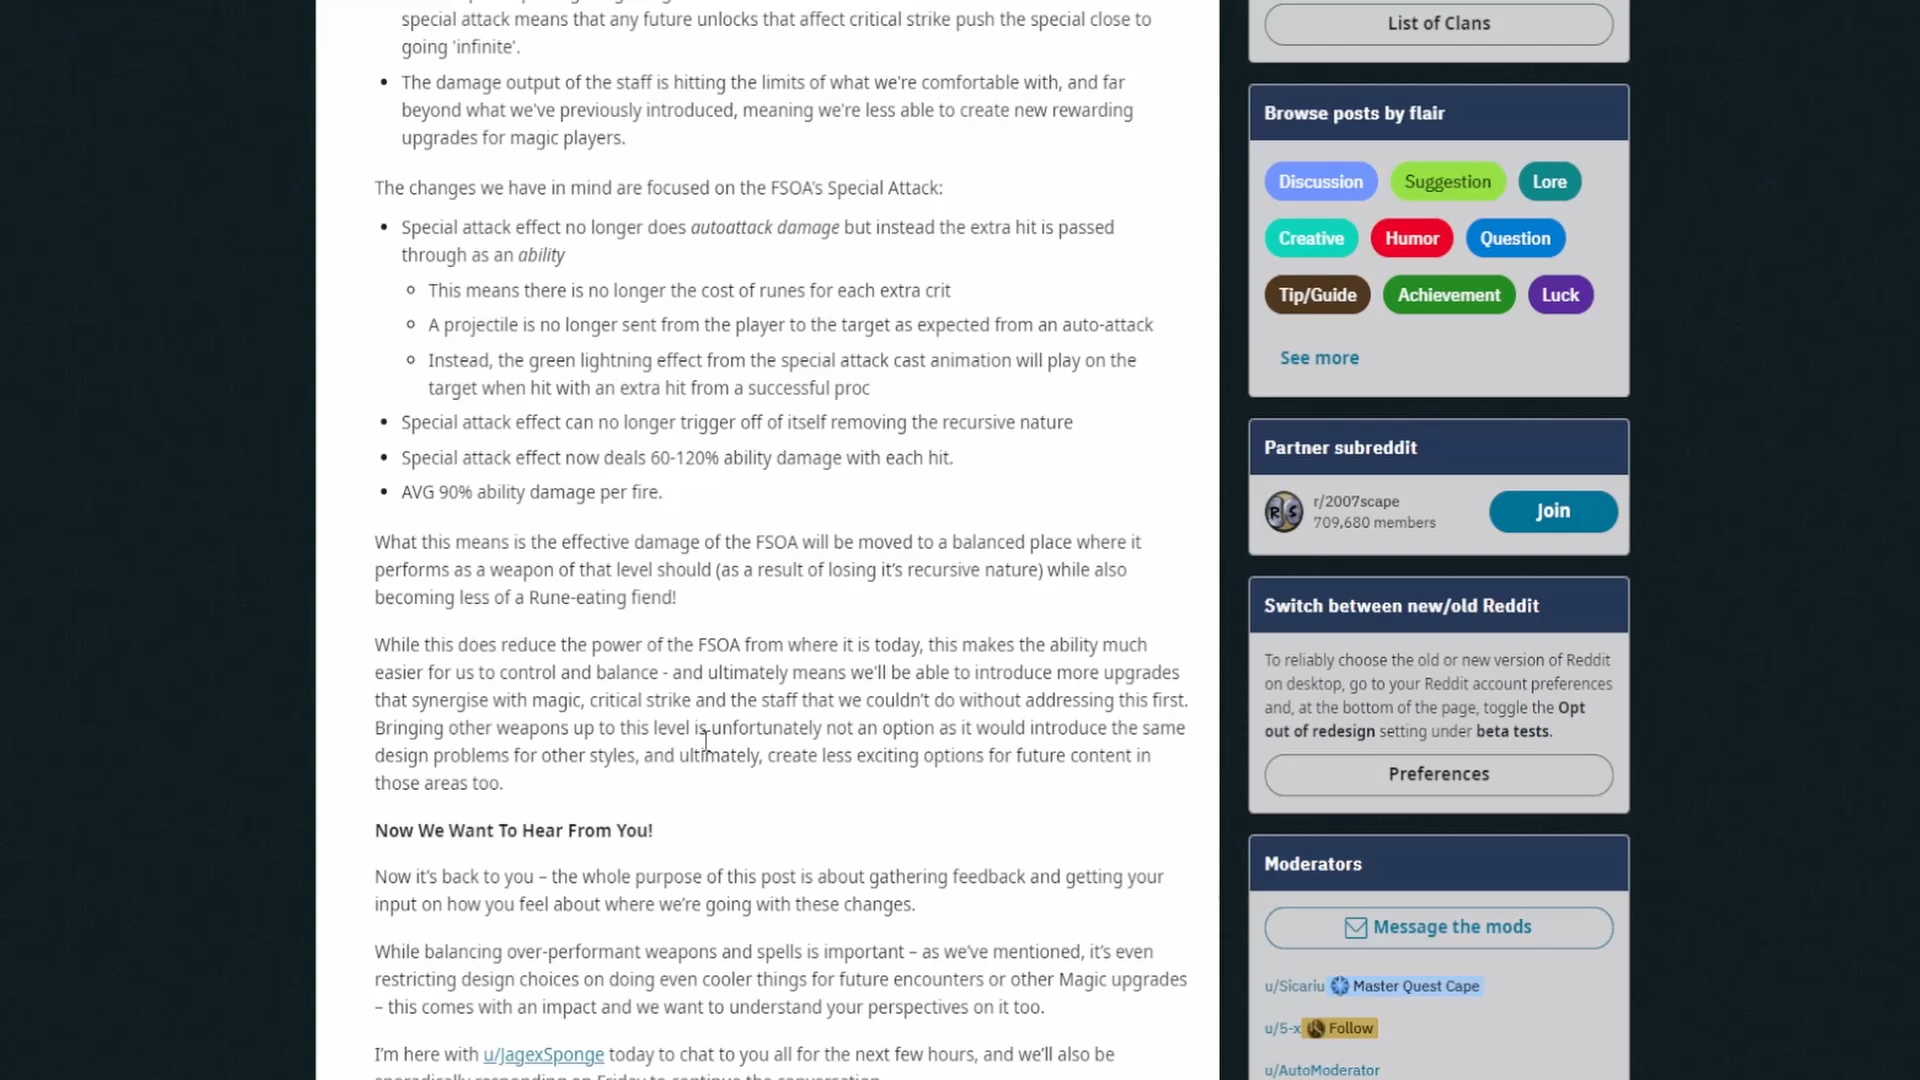 special attack means that any future unlocks that affect critical strike push the special close to
going 'infinite'.
The damage output of the staff is hitting the limits of what we're comfortable with, and far
beyond what we've previously introduced, meaning we're less able to create new rewarding
upgrades for magic players.
The changes we have in mind are focused on the FSOA's Special Attack:
Special attack effect no longer does autoattack damage but instead the extra hit is passed
through as an ability
This means there is no longer the cost of runes for each extra crit
A projectile is no longer sent from the player to the target as expected from an auto-attack
Instead, the green lightning effect from the special attack cast animation will play on the
target when hit with an extra hit from a successful proc
Special attack effect can no longer trigger off of itself removing the recursive nature
Special attack effect now deals 60-120% ability damage with each hit.
AVG 90% ability damage per fire.
What this means is the effective damage of the FSOA will be moved to a balanced place where it
performs as a weapon of that level should (as a result of losing it’s recursive nature) while also
becoming less of a Rune-eating fiend!
While this does reduce the power of the FSOA from where it is today, this makes the ability much
easier for us to control and balance - and ultimately means we'll be able to introduce more upgrades
that synergise with magic, critical strike and the staff that we couldn’t do without addressing this first.
Bringing other weapons up to this level is unfortunately not an option as it would introduce the same
design problems for other styles, and ultimately, create less exciting options for future content in
those areas too.
Now We Want To Hear From You!
Now it’s back to you – the whole purpose of this post is about gathering feedback and getting your
input on how you feel about where we’re going with these changes.
While balancing over-performant weapons and spells is important – as we’ve mentioned, it’s even
restricting design choices on doing even cooler things for future encounters or other Magic upgrades
– this comes with an impact and we want to understand your perspectives on it too.
I’m here with u/JagexSponge today to chat to you all for the next few hours, and we’ll also be
sporadically responding on Friday to continue the conversation.
List of Clans
Browse posts by flair
Discussion Suggestion Lore
Creative Humor Question
Tip/Guide Achievement Luck
See more
Partner subreddit
r/2007scape
709,680 members
Join
Switch between new/old Reddit
To reliably choose the old or new version of Reddit
on desktop, go to your Reddit account preferences
and, at the bottom of the page, toggle the Opt
out of redesign setting under beta tests.
Preferences
Moderators
Message the mods
u/Sicariu Master Quest Cape
u/5-x Follow
u/AutoModerator